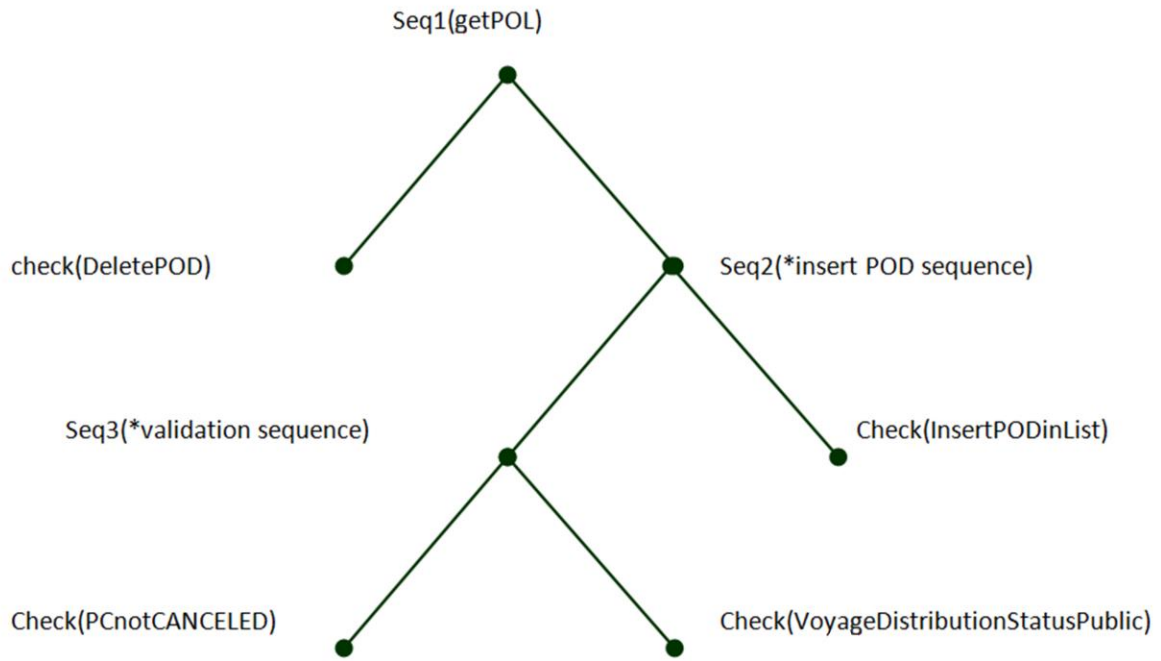 Seq1(getPOL)
check(DeletePOD)
Seq2(*insert POD sequence)
Seq3(*validation sequence)
Check(InsertPODinList)
Check(PCnotCANCELED)
Check(VoyageDistributionStatusPublic)